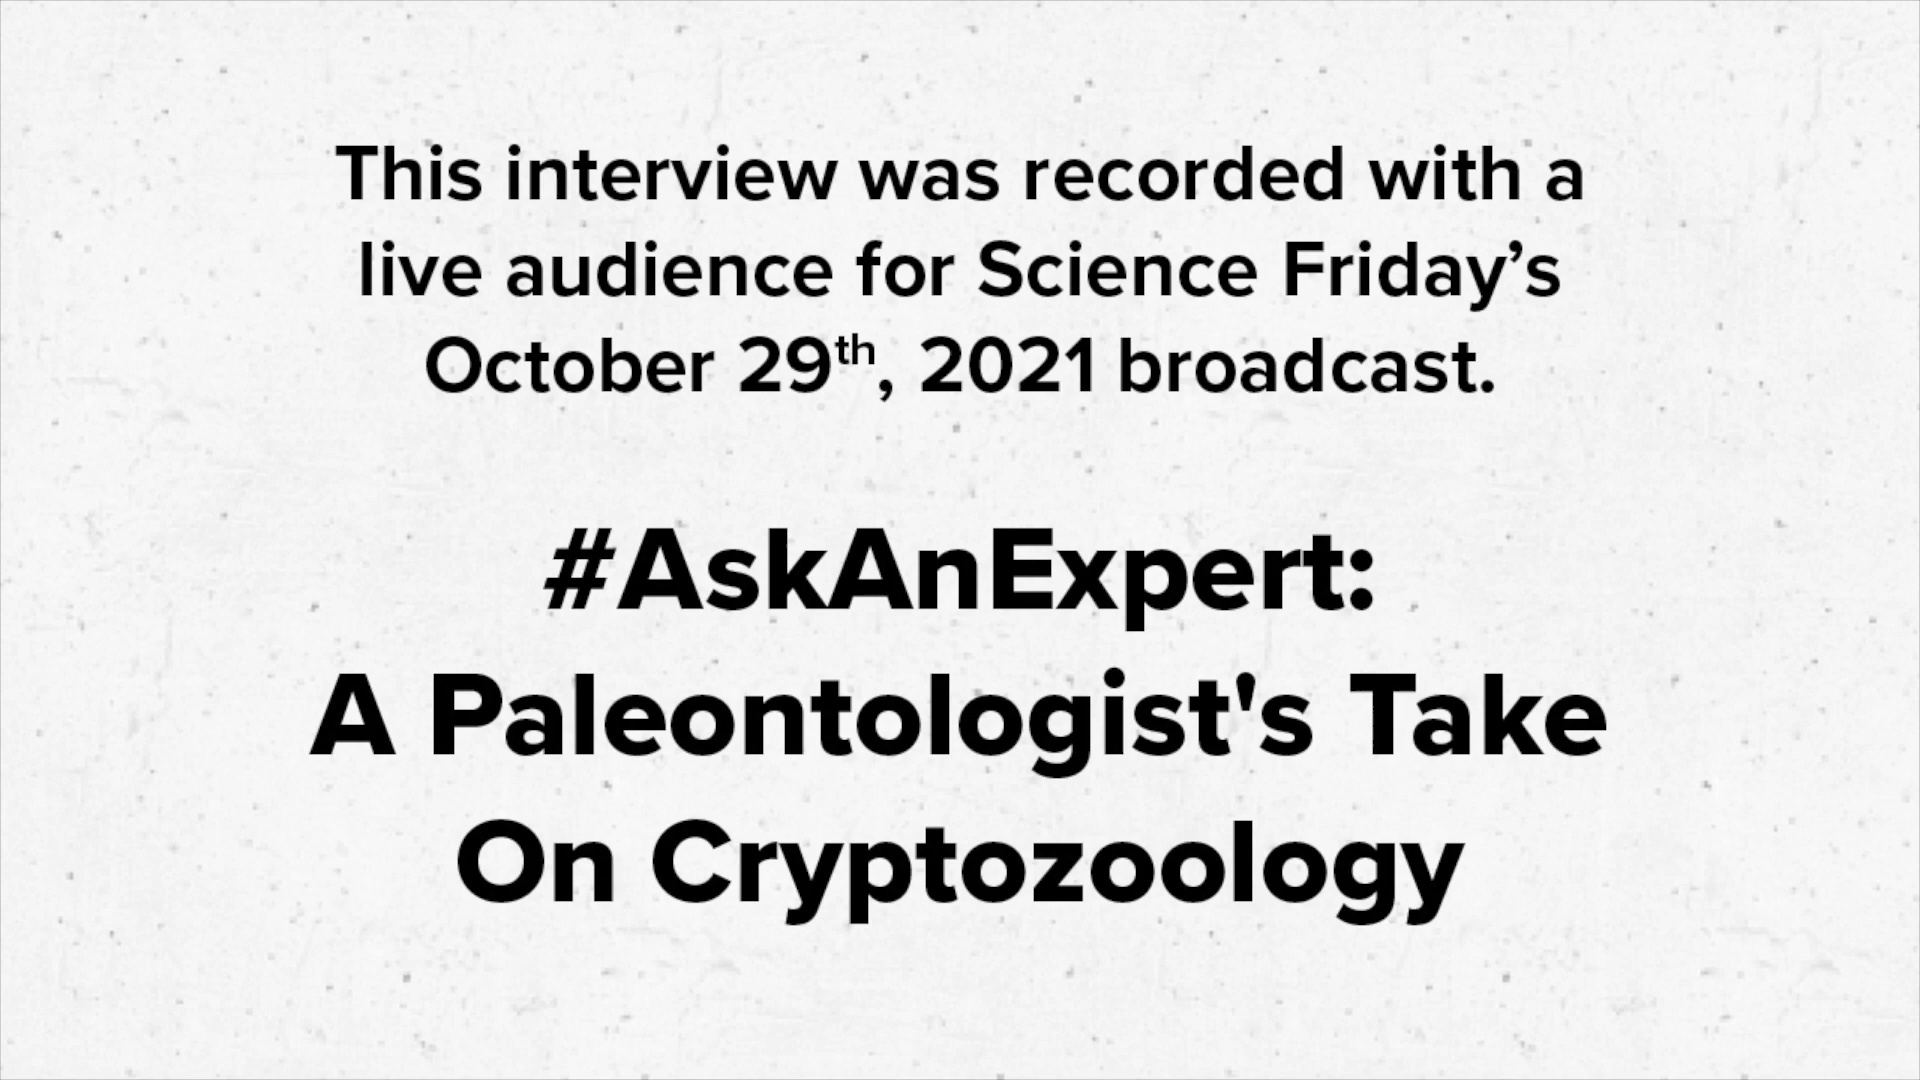 This interview was recorded with a
live audience for Science Friday’s
October 29th, 2021 broadcast.
#AskAnExpert:
A Paleontologist's Take
On Cryptozoology